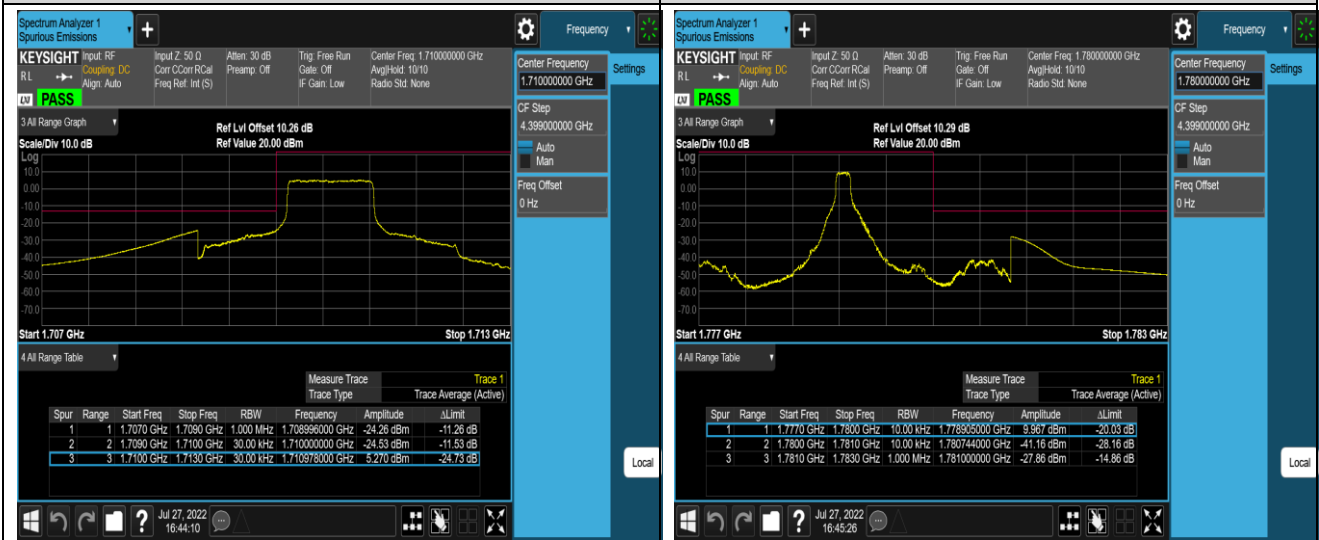 Spectrum Analyzer 1
Spurious Emissions
+
Frequency
KEYSIGHT Input: RF Input Z: 50 Ω Atten: 30 dB Trig: Free Run Center Freq: 1.710000000 GHz
RL Coupling: DC Corr CCorr RCal Preamp: Off Gate: Off Avg|Hold: 10/10
Align: Auto Freq Ref: Int (S) IF Gain: Low Radio Std: None
LXI PASS
Center Frequency
1.710000000 GHz
Settings
CF Step
4.399000000 GHz
Auto
Man
Freq Offset
0 Hz
3 All Range Graph
Ref Lvl Offset 10.26 dB
Scale/Div 10.0 dB Ref Value 20.00 dBm
Log
10.0
0.00
-10.0
-20.0
-30.0
-40.0
-50.0
-60.0
-70.0
Start 1.707 GHz Stop 1.713 GHz
4 All Range Table
Measure Trace Trace 1
Trace Type Trace Average (Active)
Spur Range Start Freq Stop Freq RBW Frequency Amplitude ΔLimit
1 1 1.7070 GHz 1.7090 GHz 1.000 MHz 1.708996000 GHz -24.26 dBm -11.26 dB
2 2 1.7090 GHz 1.7100 GHz 30.00 kHz 1.710000000 GHz -24.53 dBm -11.53 dB
3 3 1.7100 GHz 1.7130 GHz 30.00 kHz 1.710978000 GHz 5.270 dBm -24.73 dB
Local
? Jul 27, 2022
16:44:10
Spectrum Analyzer 1
Spurious Emissions
+
Frequency
KEYSIGHT Input: RF Input Z: 50 Ω Atten: 30 dB Trig: Free Run Center Freq: 1.780000000 GHz
RL Coupling: DC Corr CCorr RCal Preamp: Off Gate: Off Avg|Hold: 10/10
Align: Auto Freq Ref: Int (S) IF Gain: Low Radio Std: None
LXI PASS
Center Frequency
1.780000000 GHz
Settings
CF Step
4.399000000 GHz
Auto
Man
Freq Offset
0 Hz
3 All Range Graph
Ref Lvl Offset 10.29 dB
Scale/Div 10.0 dB Ref Value 20.00 dBm
Log
10.0
0.00
-10.0
-20.0
-30.0
-40.0
-50.0
-60.0
-70.0
Start 1.777 GHz Stop 1.783 GHz
4 All Range Table
Measure Trace Trace 1
Trace Type Trace Average (Active)
Spur Range Start Freq Stop Freq RBW Frequency Amplitude ΔLimit
1 1 1.7770 GHz 1.7800 GHz 10.00 kHz 1.778905000 GHz 9.967 dBm -20.03 dB
2 2 1.7800 GHz 1.7810 GHz 10.00 kHz 1.780744000 GHz -41.16 dBm -28.16 dB
3 3 1.7810 GHz 1.7830 GHz 1.000 MHz 1.781000000 GHz -27.86 dBm -14.86 dB
Local
? Jul 27, 2022
16:45:26